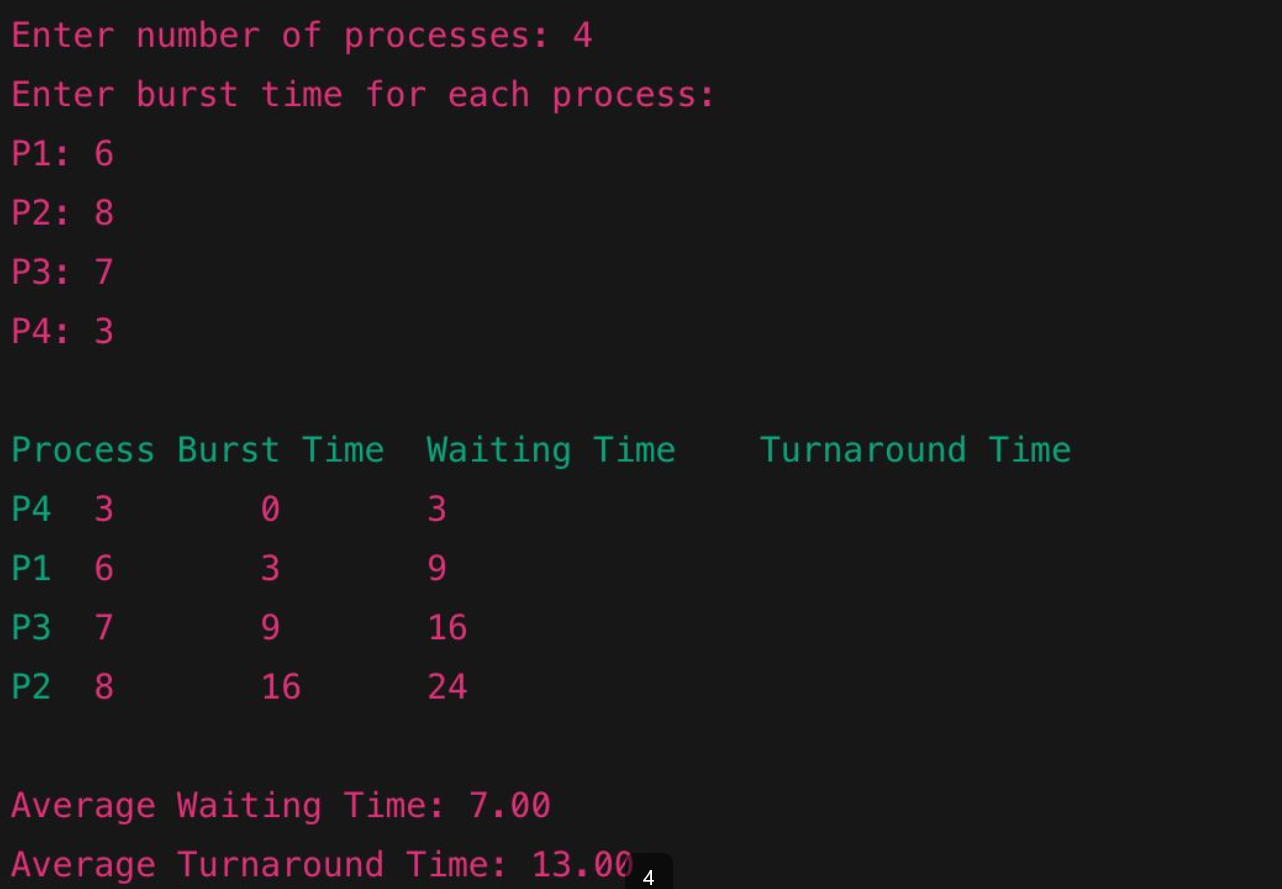 Enter number of processes: 4
Enter burst time for each process:
P1: 6
P2: 8
P3: 7
P4: 3
Process Burst Time  Waiting Time    Turnaround Time
P4  3       0       3
P1  6       3       9
P3  7       9       16
P2  8       16      24
Average Waiting Time: 7.00
Average Turnaround Time: 13.00
4